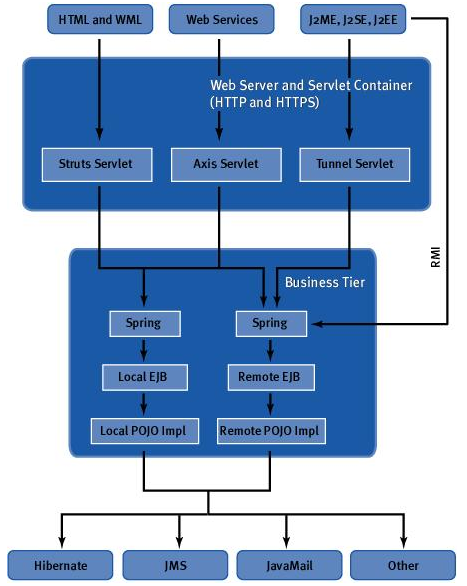 HTML and WML
Web Services
J2ME, J2SE, J2EE
Web Server and Servlet Container
(HTTP and HTTPS)
Struts Servlet
Axis Servlet
Tunnel Servlet
RMI
Business Tier
Spring
Spring
Local EJB
Remote EJB
Local POJO Impl
Remote POJO Impl
Hibernate
JMS
JavaMail
Other